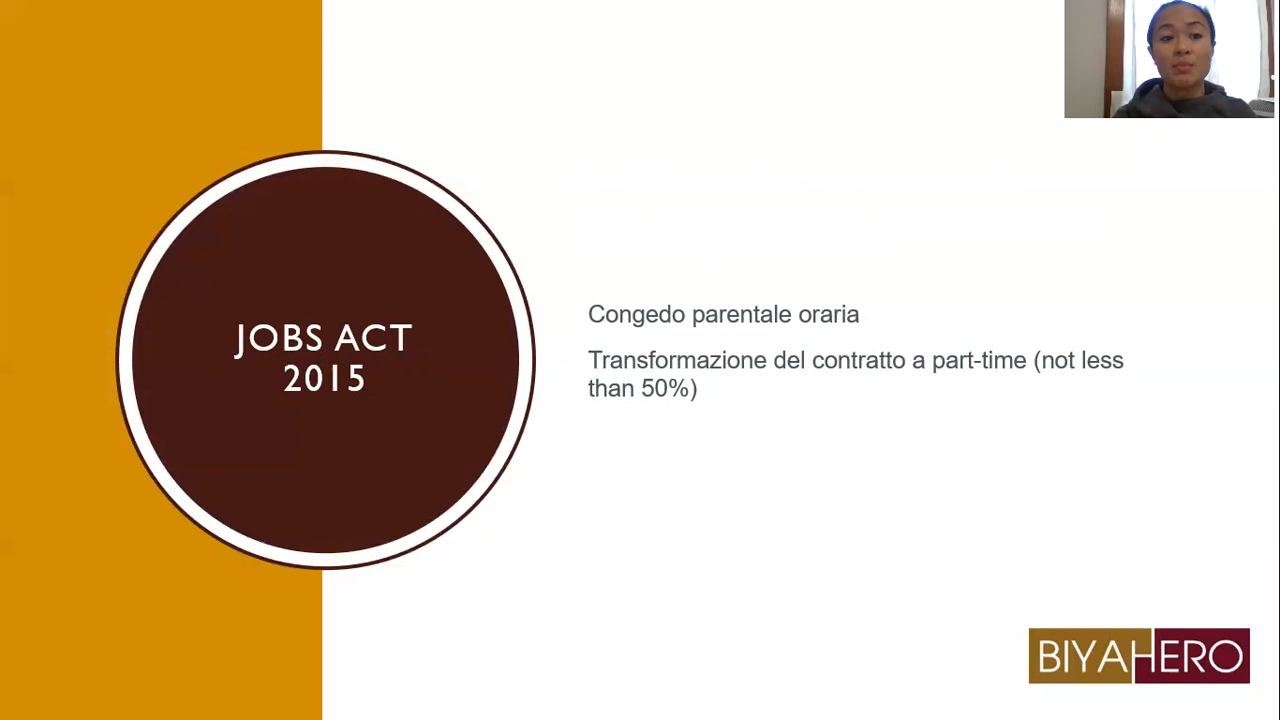 JOBS ACT
2015
Congedo parentale oraria
Transformazione del contratto a part-time (not less
than 50%)
BIYAHERO